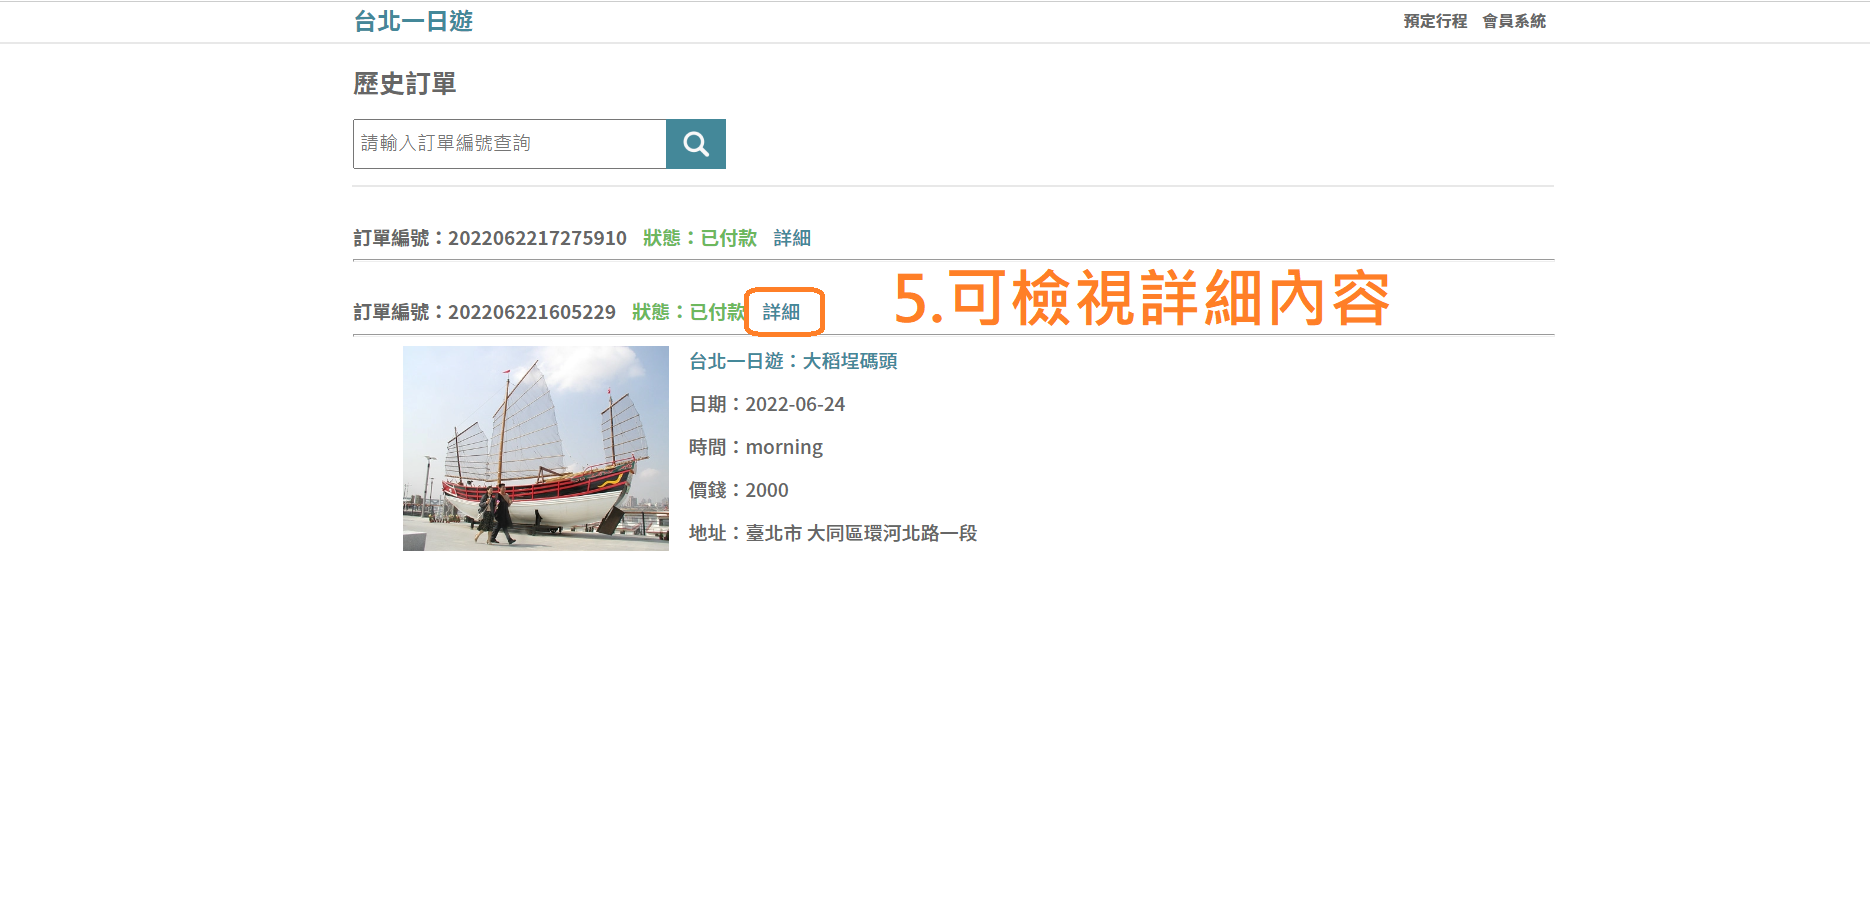 台北一日遊
預定行程 會員系統
歷史訂單
請輸入訂單編號查詢
訂單編號：2022062217275910 狀態：已付款 詳細
訂單編號：202206221605229 狀態：已付款 詳細
5.可檢視詳細內容
台北一日遊：大稻埕碼頭
日期：2022-06-24
時間：morning
價錢：2000
地址：臺北市 大同區環河北路一段